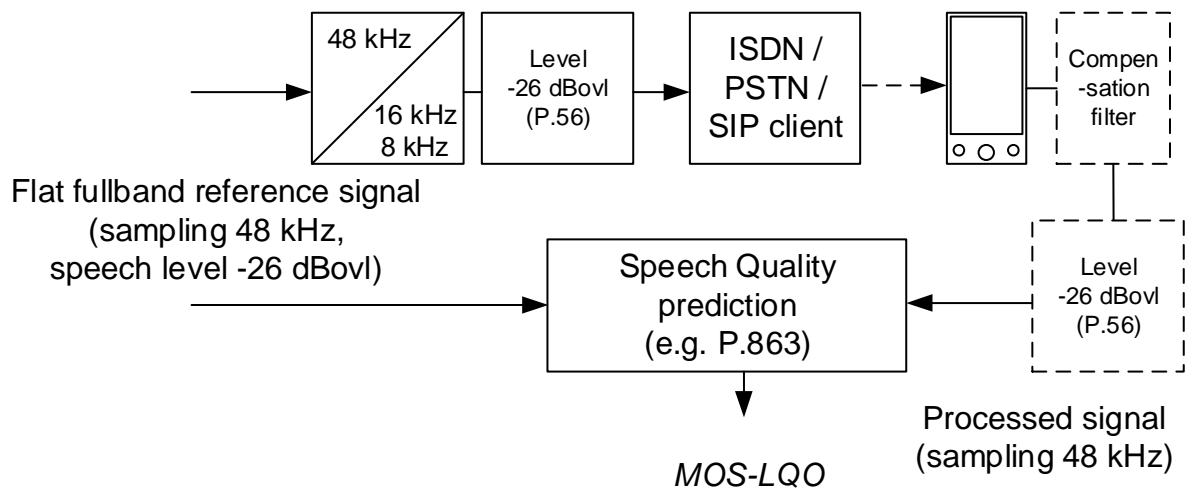 48 kHz
16 kHz
8 kHz
Level
-26 dBovl
(P.56)
ISDN /
PSTN /
SIP client
Compen
-sation
filter
Flat fullband reference signal
(sampling 48 kHz,
speech level -26 dBovl)
Speech Quality
prediction
(e.g. P.863)
Level
-26 dBovl
(P.56)
Processed signal
(sampling 48 kHz)
MOS-LQO